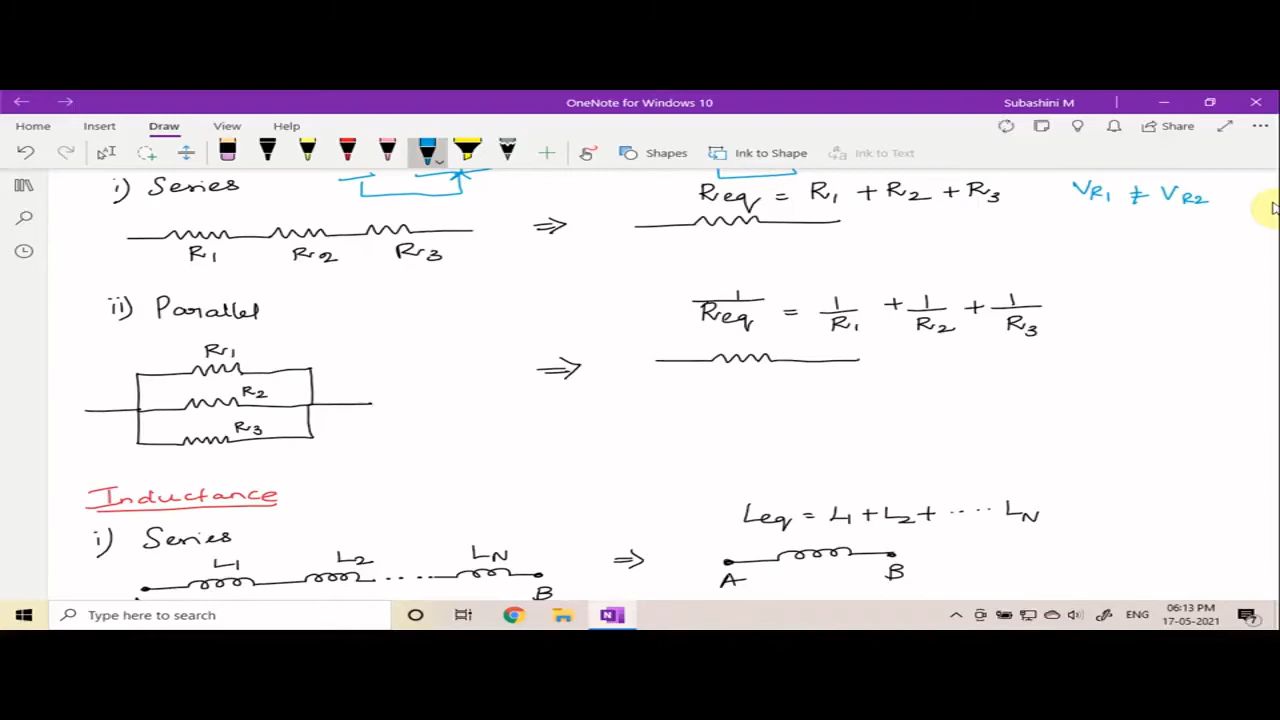 OneNote for Windows 10
Subashini M
Home Insert Draw View Help
Share
Shapes Ink to Shape Ink to Text
i) Series
Req = R1 + R2 + R3
VR1 ≠ VR2
R1 R2 R3
ii) Parallel
1/Req = 1/R1 + 1/R2 + 1/R3
R1
R2
R3
Inductance
Leq = L1 + L2 + ..... LN
i) Series
L1 L2 .... LN
B
A B
Type here to search
ENG
06:13 PM
17-05-2021
7